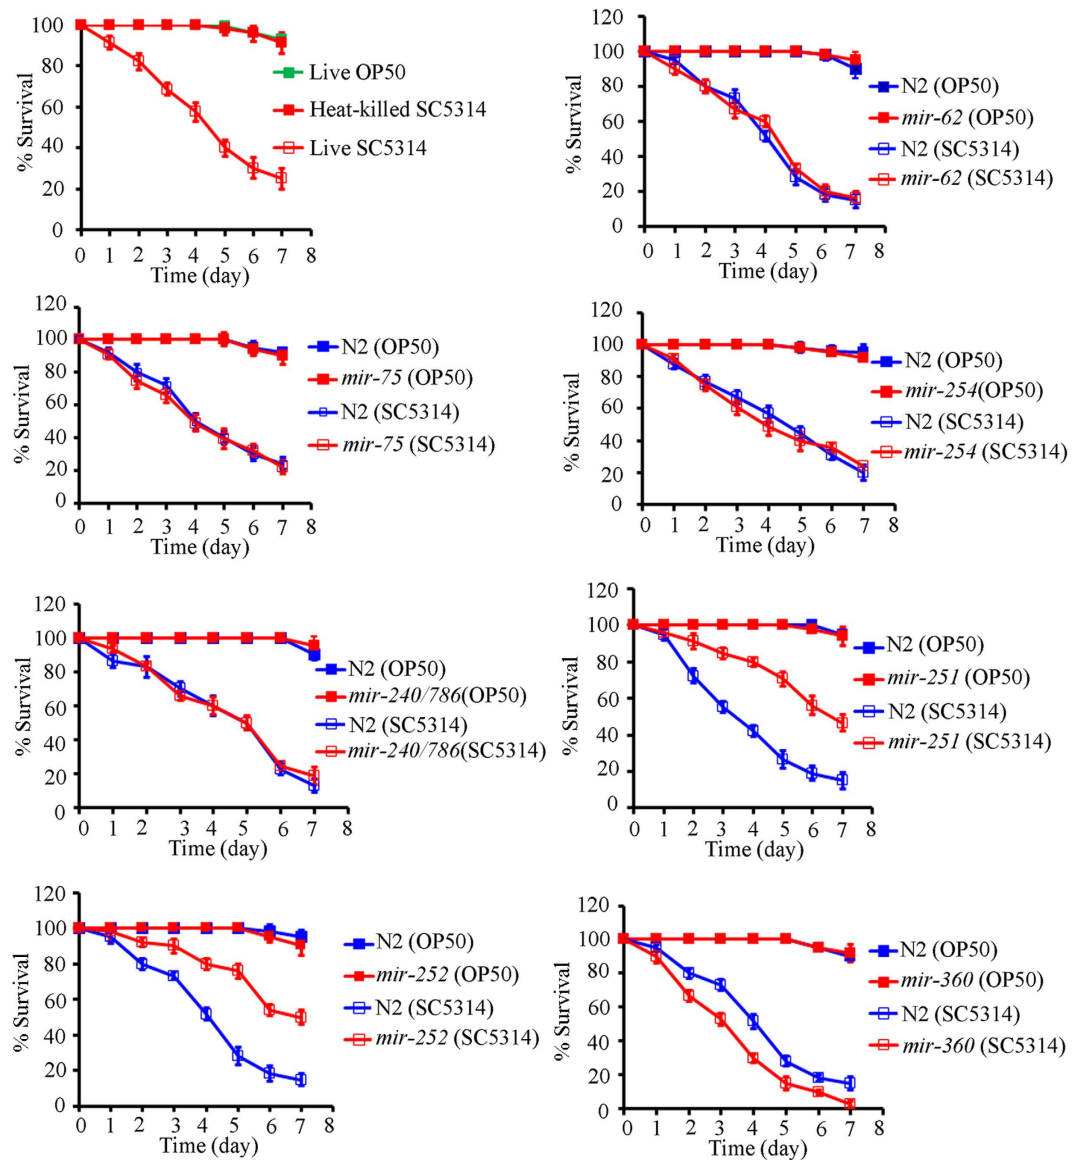 100
80
60
40
20
0
% Survival
Live OP50
Heat-killed SC5314
Live SC5314
0 1 2 3 4 5 6 7 8
Time (day)
120
100
80
60
40
20
0
% Survival
N2 (OP50)
mir-62 (OP50)
N2 (SC5314)
mir-62 (SC5314)
0 1 2 3 4 5 6 7 8
Time (day)
120
100
80
60
40
20
0
% Survival
N2 (OP50)
mir-75 (OP50)
N2 (SC5314)
mir-75 (SC5314)
0 1 2 3 4 5 6 7 8
Time (day)
120
100
80
60
40
20
0
% Survival
N2 (OP50)
mir-254(OP50)
N2 (SC5314)
mir-254 (SC5314)
0 1 2 3 4 5 6 7 8
Time (day)
120
100
80
60
40
20
0
% Survival
N2 (OP50)
mir-240/786(OP50)
N2 (SC5314)
mir-240/786(SC5314)
0 1 2 3 4 5 6 7 8
Time (day)
120
100
80
60
40
20
0
% Survival
N2 (OP50)
mir-251 (OP50)
N2 (SC5314)
mir-251 (SC5314)
0 1 2 3 4 5 6 7 8
Time (day)
120
100
80
60
40
20
0
% Survival
N2 (OP50)
mir-252 (OP50)
N2 (SC5314)
mir-252 (SC5314)
0 1 2 3 4 5 6 7 8
Time (day)
120
100
80
60
40
20
0
% Survival
N2 (OP50)
mir-360 (OP50)
N2 (SC5314)
mir-360 (SC5314)
0 1 2 3 4 5 6 7 8
Time (day)